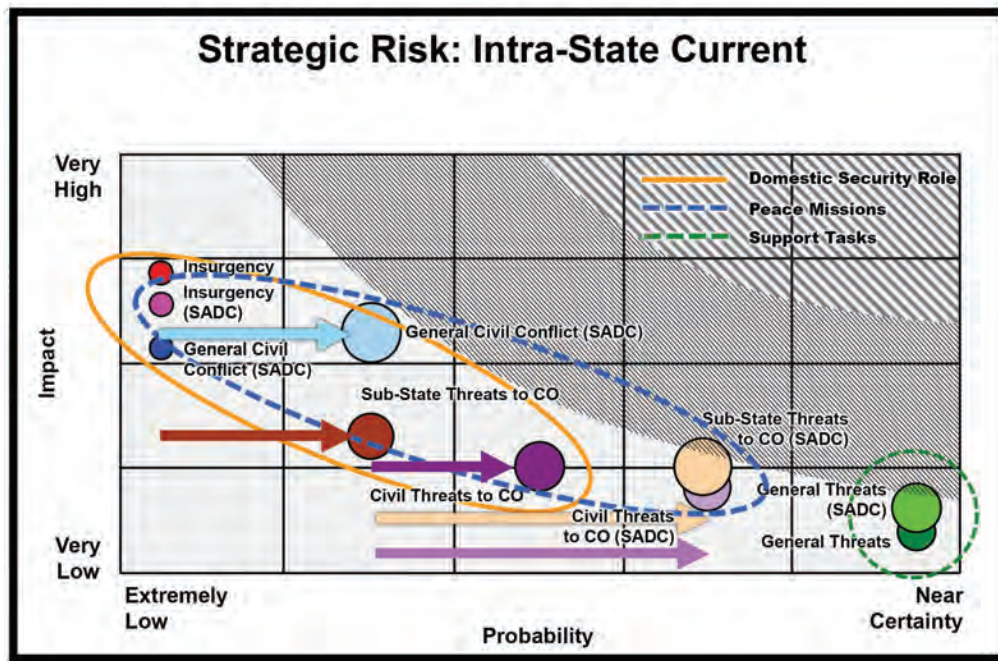 Strategic Risk: Intra-State Current
Very
High
Domestic Security Role
Peace Missions
Support Tasks
Insurgency
Insurgency
(SADC)
General Civil Conflict (SADC)
General Civil
Conflict (SADC)
Impact
Sub-State Threats to CO
Sub-State Threats
to CO (SADC)
Civil Threats to CO
General Threats
(SADC)
Civil Threats
to CO (SADC)
General Threats
Very
Low
Extremely
Low
Probability
Near
Certainty